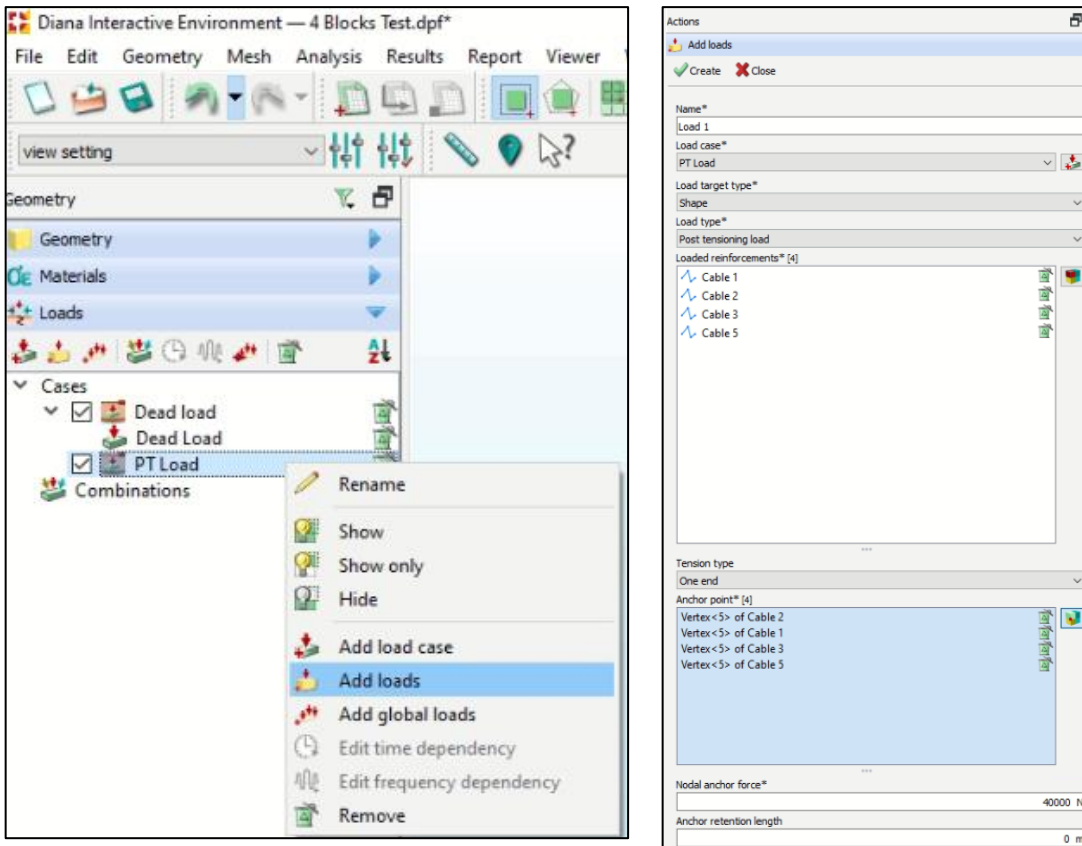 Diana Interactive Environment — 4 Blocks Test.dpf*
File Edit Geometry Mesh Analysis Results Report Viewer
view setting
Geometry
Geometry
Materials
Loads
Cases
Dead load
Dead Load
PT Load
Combinations
Rename
Show
Show only
Hide
Add load case
Add loads
Add global loads
Edit time dependency
Edit frequency dependency
Remove
Actions
Add loads
Create Close
Name*
Load 1
Load case*
PT Load
Load target type*
Shape
Load type*
Post tensioning load
Loaded reinforcements* [4]
Cable 1
Cable 2
Cable 3
Cable 5
Tension type
One end
Anchor point* [4]
Vertex<5> of Cable 2
Vertex<5> of Cable 1
Vertex<5> of Cable 3
Vertex<5> of Cable 5
Nodal anchor force*
40000 N
Anchor retention length
0 m